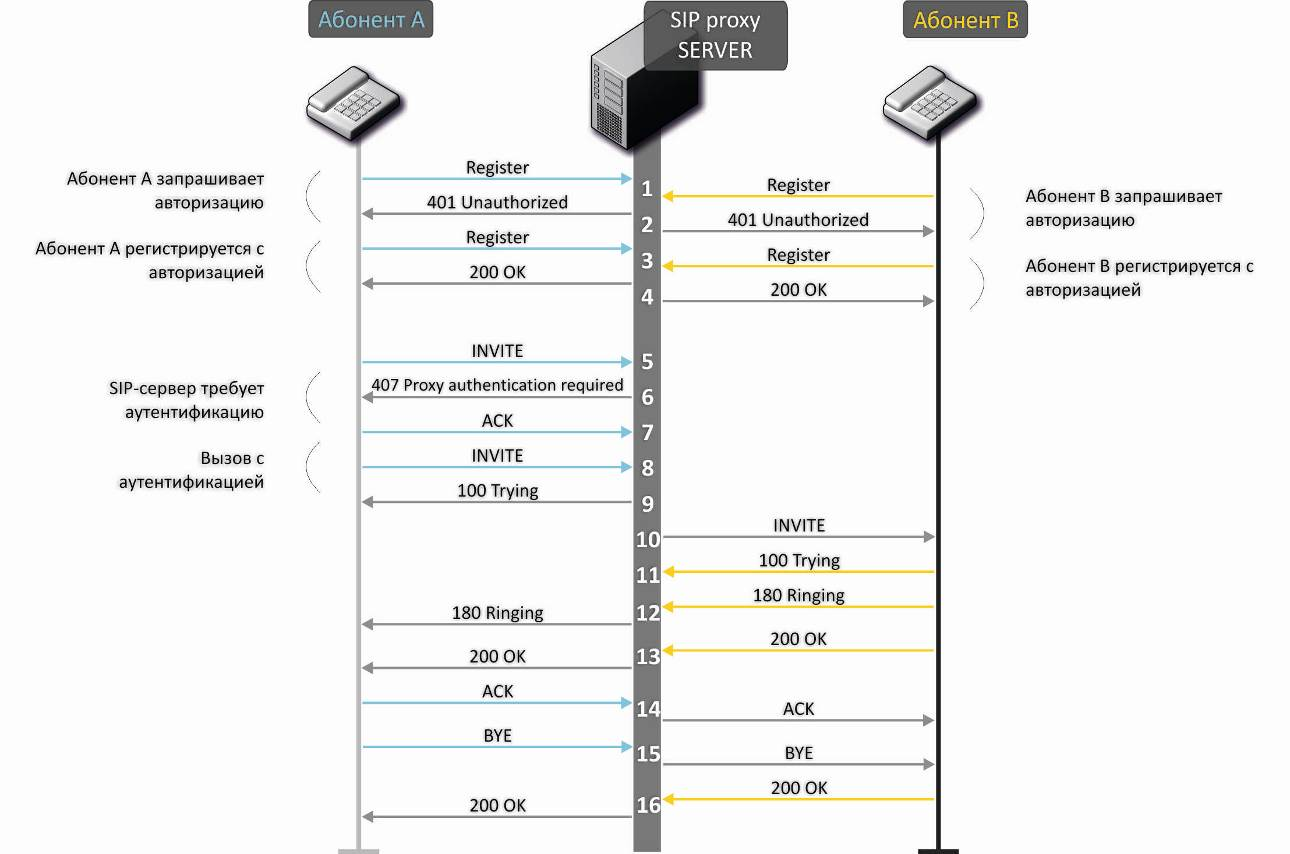 Абонент А
SIP proxy
SERVER
Абонент В
Абонент А запрашивает
авторизацию
Register
1
Register
Абонент В запрашивает
авторизацию
401 Unauthorized
2
401 Unauthorized
Абонент А регистрируется с
авторизацией
Register
3
Register
Абонент В регистрируется с
авторизацией
200 OK
4
200 OK
INVITE
5
SIP-сервер требует
аутентификацию
407 Proxy authentication required
6
ACK
7
Вызов с
аутентификацией
INVITE
8
100 Trying
9
INVITE
10
100 Trying
11
180 Ringing
12
180 Ringing
200 OK
13
200 OK
ACK
14
ACK
BYE
15
BYE
200 OK
16
200 OK